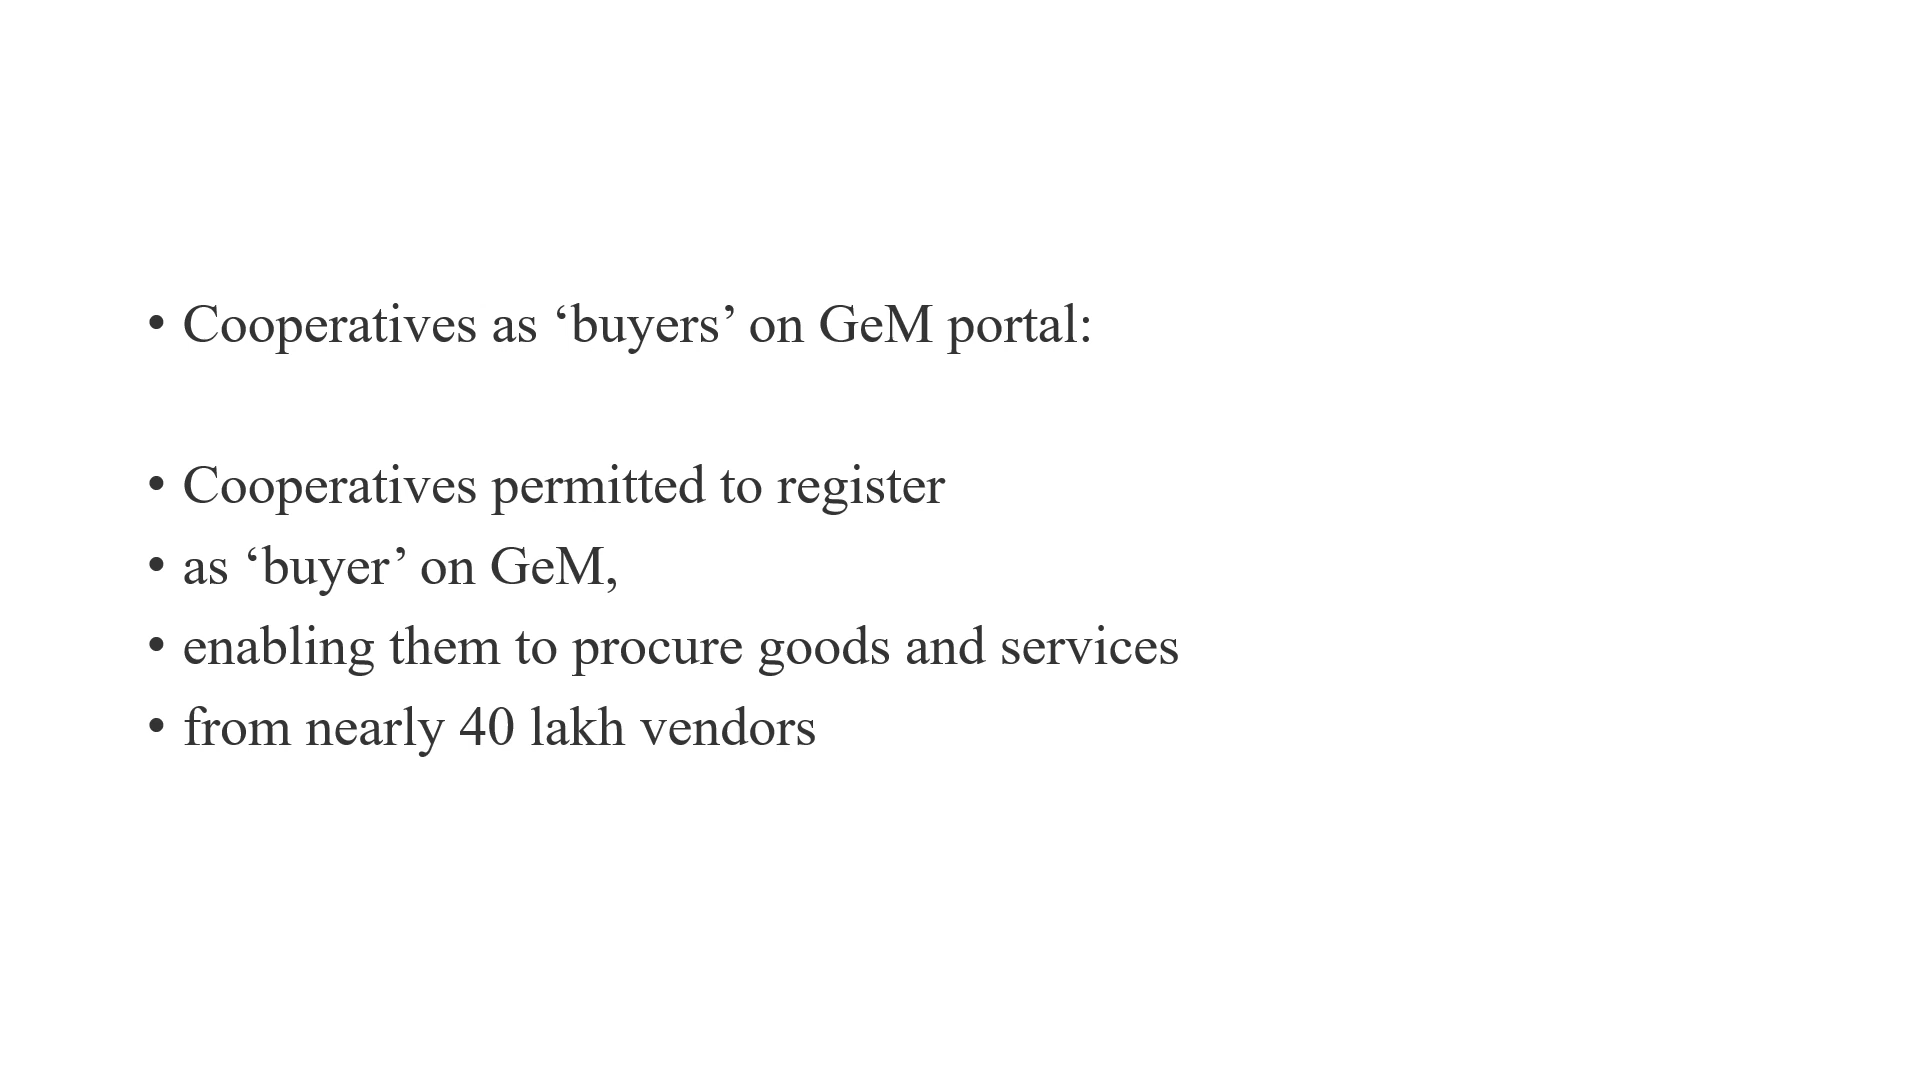 • Cooperatives as ‘buyers’ on GeM portal:
• Cooperatives permitted to register
• as ‘buyer’ on GeM,
• enabling them to procure goods and services
• from nearly 40 lakh vendors